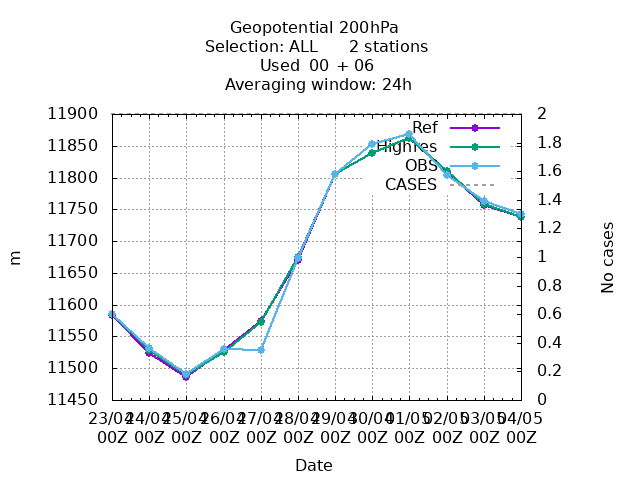 Geopotential 200hPa
Selection: ALL 2 stations
Used 00 + 06
Averaging window: 24h
11900
11850
11800
11750
11700
11650
11600
11550
11500
11450
m
2
1.8
1.6
1.4
1.2
1
0.8
0.6
0.4
0.2
0
No cases
Ref
HighRes
OBS
CASES
23/04 24/04 25/04 26/04 27/04 28/04 29/04 30/04 01/05 02/05 03/05 04/05
00Z 00Z 00Z 00Z 00Z 00Z 00Z 00Z 00Z 00Z 00Z 00Z
Date